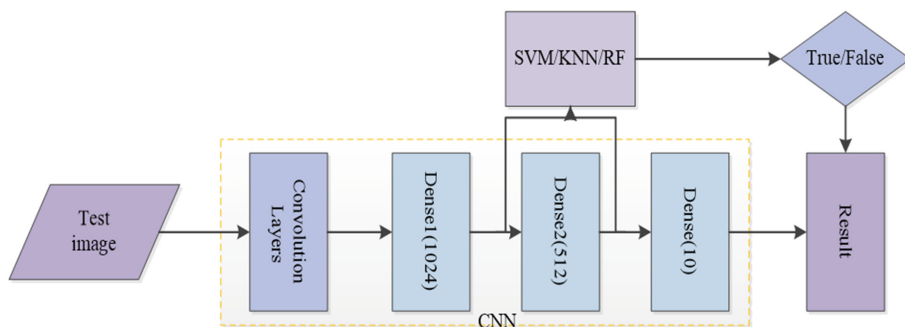 SVM/KNN/RF
True/False
Test
image
Convolution
Layers
Dense1(1024)
Dense2(512)
Dense(10)
Result
CNN